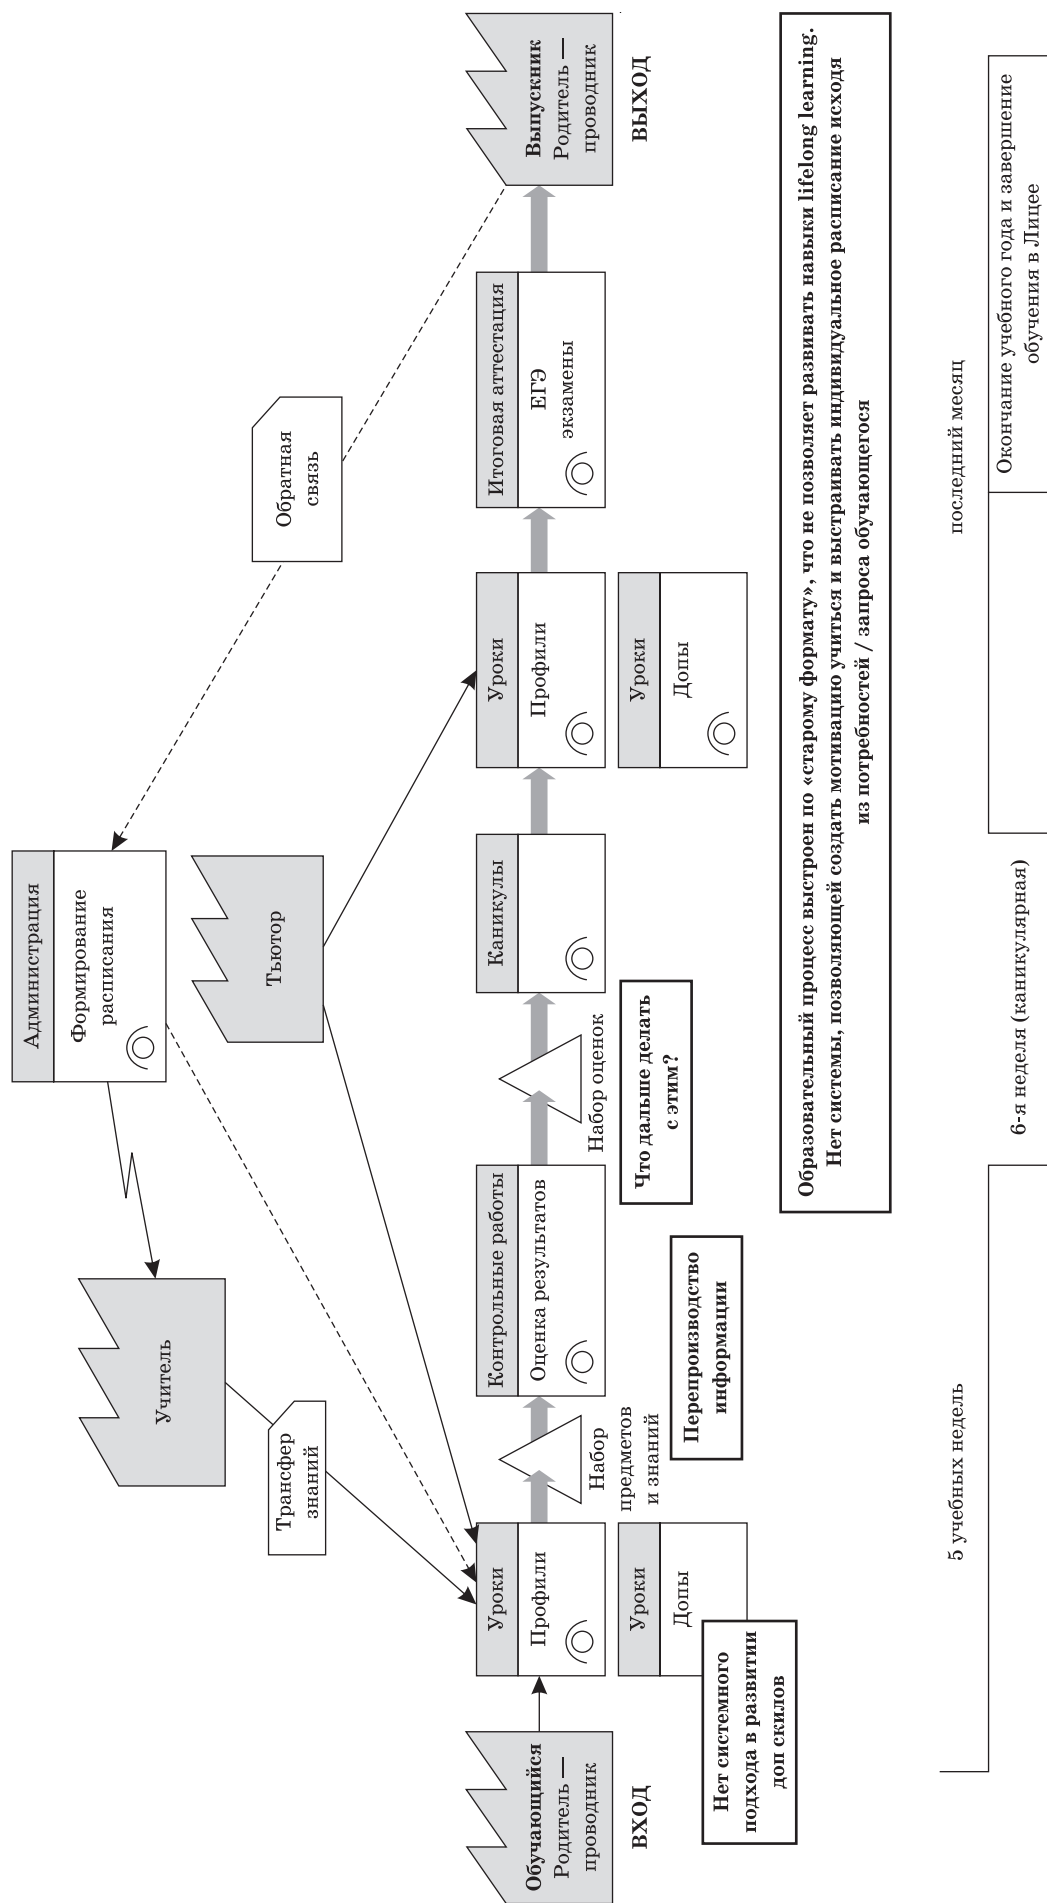 Администрация
Формирование
расписания
Обратная
связь
Учитель
Тьютор
Трансфер
знаний
Обучающийся
Родитель —
проводник
ВХОД
Уроки
Профили
Уроки
Допы
Нет системного
подхода в развитии
доп скилов
Набор
предметов
и знаний
Контрольные работы
Оценка результатов
Перепроизводство
информации
Набор оценок
Что дальше делать
с этим?
Каникулы
Уроки
Профили
Уроки
Допы
Итоговая аттестация
ЕГЭ
экзамены
Выпускник
Родитель —
проводник
ВЫХОД
Образовательный процесс выстроен по «старому формату», что не позволяет развивать навыки lifelong learning.
Нет системы, позволяющей создать мотивацию учиться и выстраивать индивидуальное расписание исходя
из потребностей / запроса обучающегося
5 учебных недель
6-я неделя (каникулярная)
последний месяц
Окончание учебного года и завершение
обучения в Лицее